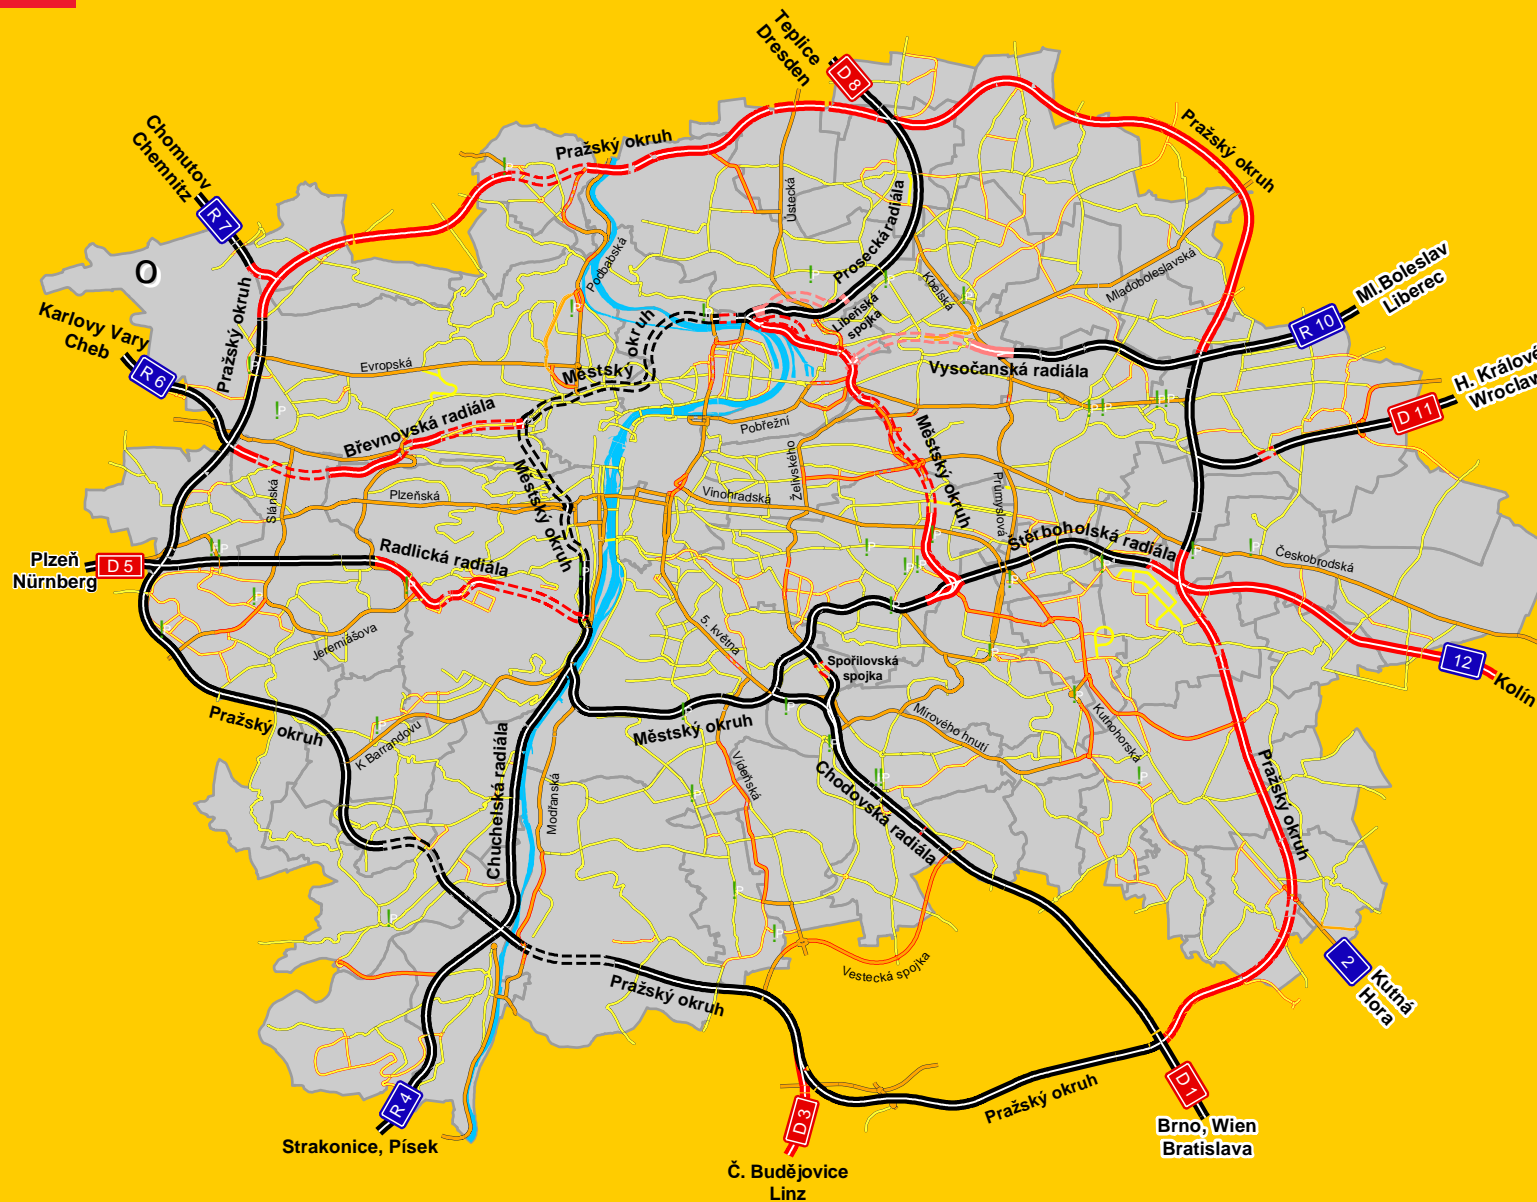 Teplice
Dresden
D 8
Pražský okruh
Pražský okruh
Chomutov
Chemnitz
R 7
O
Ústecká
Prosecká radiála
Podbabská
Kbelská
Mladoboleslavská
Ml.Boleslav
Liberec
R 10
Karlovy Vary
Cheb
R 6
Pražský okruh
Evropská
Městský okruh
Libeňská
spojka
Vysočanská radiála
H. Králové
Wroclaw
D 11
Břevnovská radiála
Pobřežní
Městský okruh
Plzeňská
Slánská
Městský okruh
Vinohradská
Želivského
Průmyslová
Štěrboholská radiála
Českobrodská
Plzeň
Nürnberg
D 5
Radlická radiála
Jeremiášova
5. května
Spořilovská
spojka
12
Kolín
Pražský okruh
K Barrandovu
Chuchelská radiála
Modřanská
Městský okruh
Vídeňská
Mírového hnutí
Kutnohorská
Chodovská radiála
Pražský okruh
Vestecká spojka
2
Kutná
Hora
Pražský okruh
R 4
Strakonice, Písek
D 3
Č. Budějovice
Linz
Pražský okruh
D 1
Brno, Wien
Bratislava